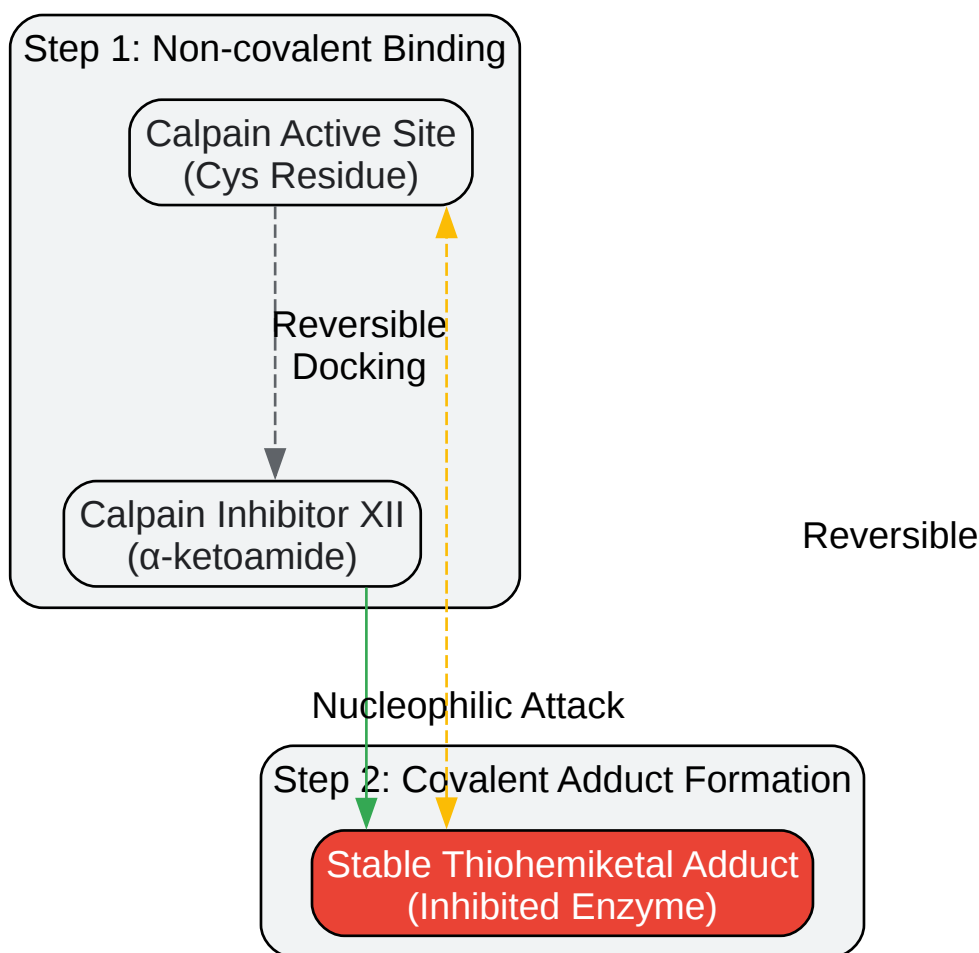 Step 1: Non-covalent Binding
Calpain Active Site
(Cys Residue)
Reversible
Docking
Calpain Inhibitor XII
(α-ketoamide)
Reversible
Nucleophilic Attack
Step 2: Covalent Adduct Formation
Stable Thiohemiketal Adduct
(Inhibited Enzyme)